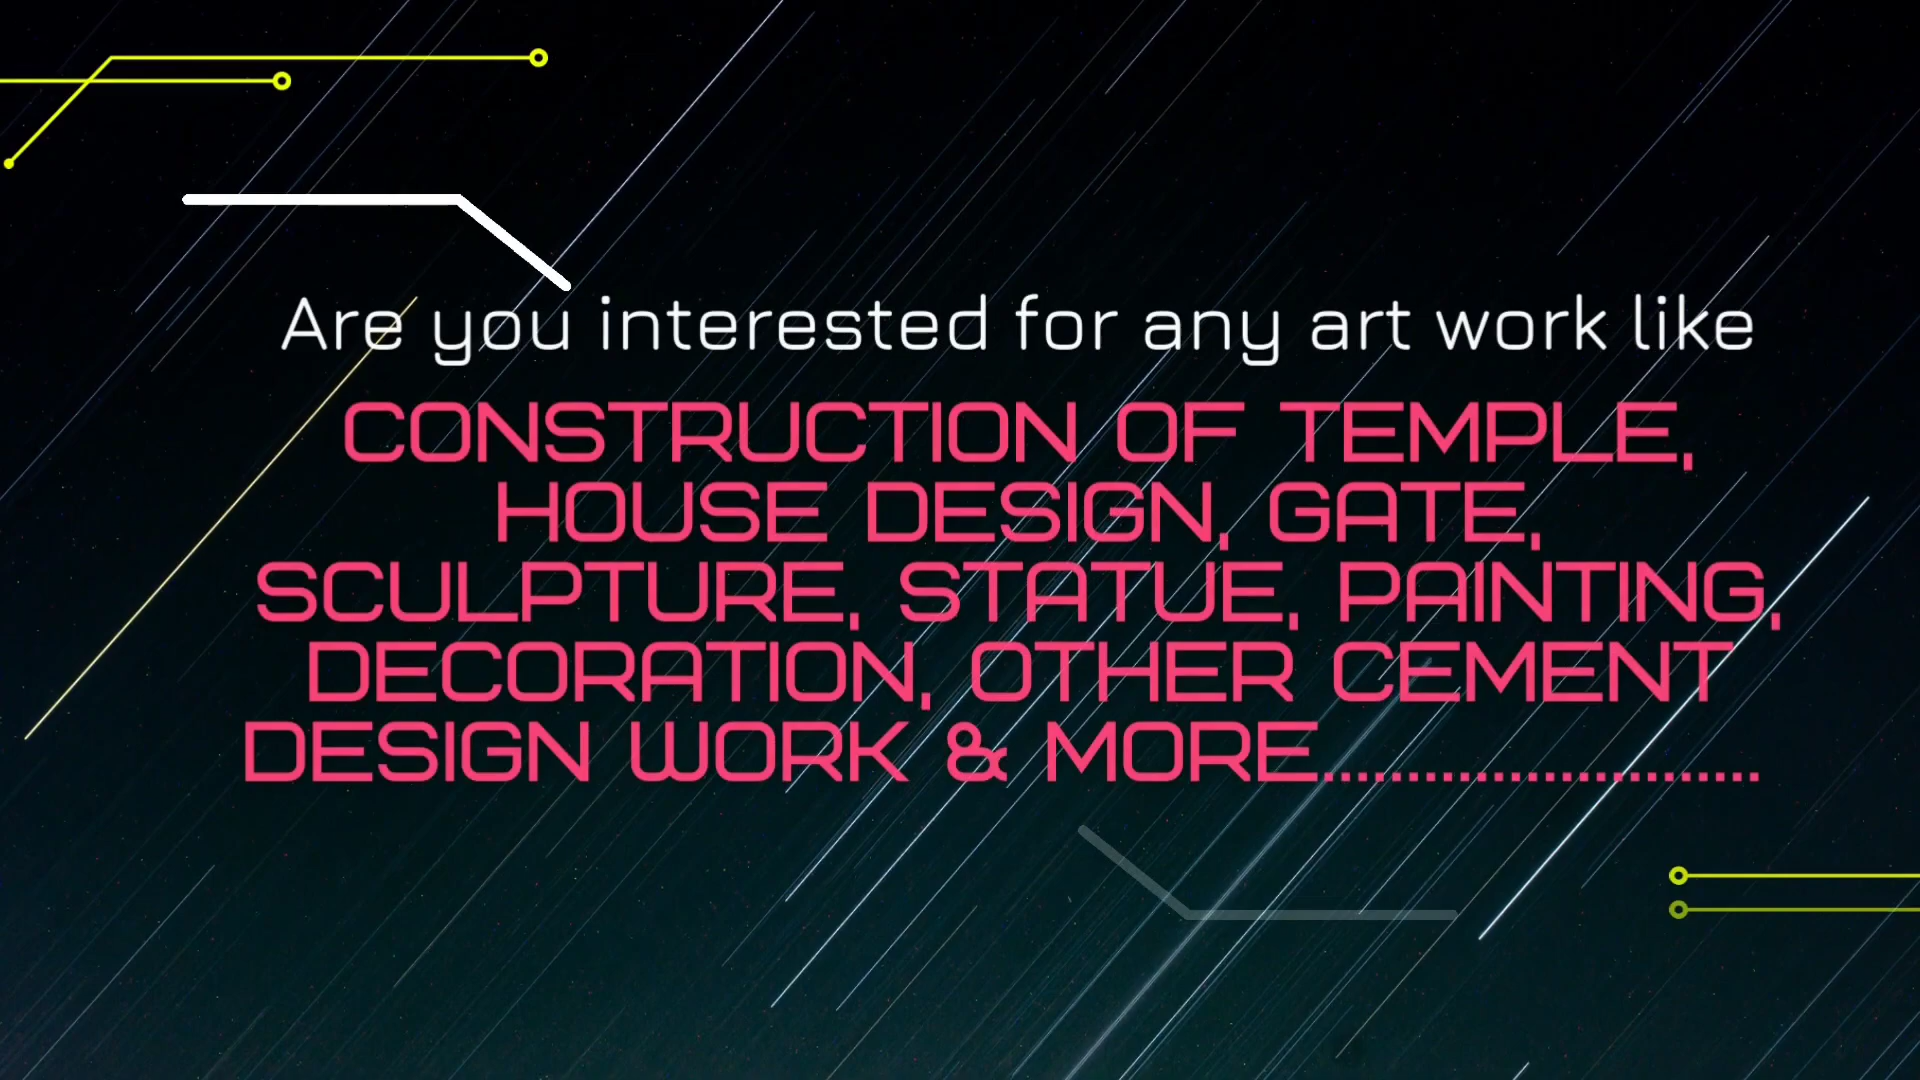 Are you interested for any art work like
CONSTRUCTION OF TEMPLE,
HOUSE DESIGN, GATE,
SCULPTURE, STATUE, PAINTING,
DECORATION, OTHER CEMENT
DESIGN WORK & MORE..........................